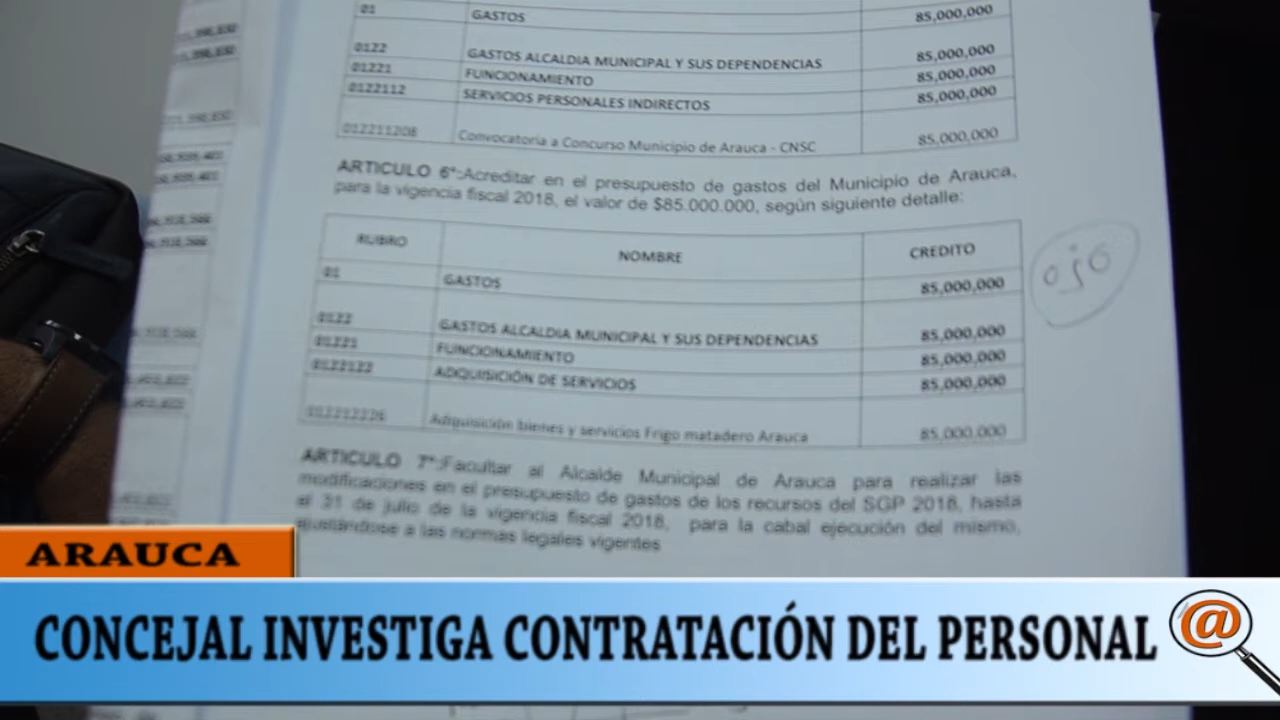 01 GASTOS 85,000,000
0122 GASTOS ALCALDIA MUNICIPAL Y SUS DEPENDENCIAS 85,000,000
01221 FUNCIONAMIENTO 85,000,000
0122112 SERVICIOS PERSONALES INDIRECTOS 85,000,000
012211208 Convocatoria a Concurso Municipio de Arauca - CNSC 85,000,000
ARTICULO 6°:Acreditar en el presupuesto de gastos del Municipio de Arauca,
para la vigencia fiscal 2018, el valor de $85.000.000, según siguiente detalle:
RUBRO NOMBRE CREDITO
01 GASTOS 85,000,000
ojo
0122 GASTOS ALCALDIA MUNICIPAL Y SUS DEPENDENCIAS 85,000,000
01221 FUNCIONAMIENTO 85,000,000
0122122 ADQUISICIÓN DE SERVICIOS 85,000,000
012212226 Adquisición bienes y servicios Frigo matadero Arauca 85,000,000
ARTICULO 7°:Facultar al Alcalde Municipal de Arauca para realizar las
modificaciones en el presupuesto de gastos de los recursos del SGP 2018, hasta
el 31 de julio de la vigencia fiscal 2018, para la cabal ejecución del mismo,
ajustándose a las normas legales vigentes
ARAUCA
CONCEJAL INVESTIGA CONTRATACIÓN DEL PERSONAL
@